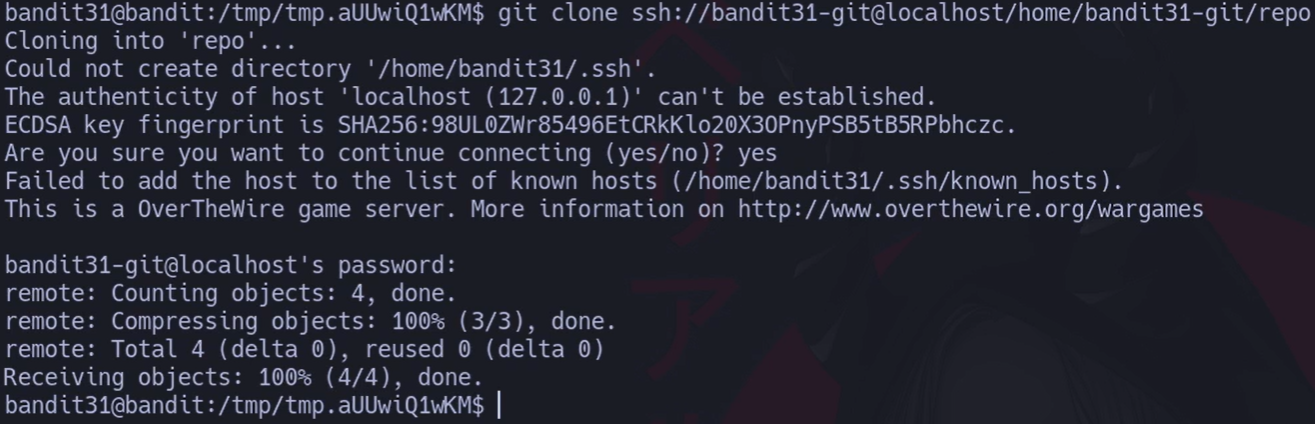 bandit31@bandit:/tmp/tmp.aUUwiQ1wKM$ git clone ssh://bandit31-git@localhost/home/bandit31-git/repo
Cloning into 'repo'...
Could not create directory '/home/bandit31/.ssh'.
The authenticity of host 'localhost (127.0.0.1)' can't be established.
ECDSA key fingerprint is SHA256:98UL0ZWr85496EtCRkKlo20X3OPnyPSB5tB5RPbhczc.
Are you sure you want to continue connecting (yes/no)? yes
Failed to add the host to the list of known hosts (/home/bandit31/.ssh/known_hosts).
This is a OverTheWire game server. More information on http://www.overthewire.org/wargames
bandit31-git@localhost's password:
remote: Counting objects: 4, done.
remote: Compressing objects: 100% (3/3), done.
remote: Total 4 (delta 0), reused 0 (delta 0)
Receiving objects: 100% (4/4), done.
bandit31@bandit:/tmp/tmp.aUUwiQ1wKM$